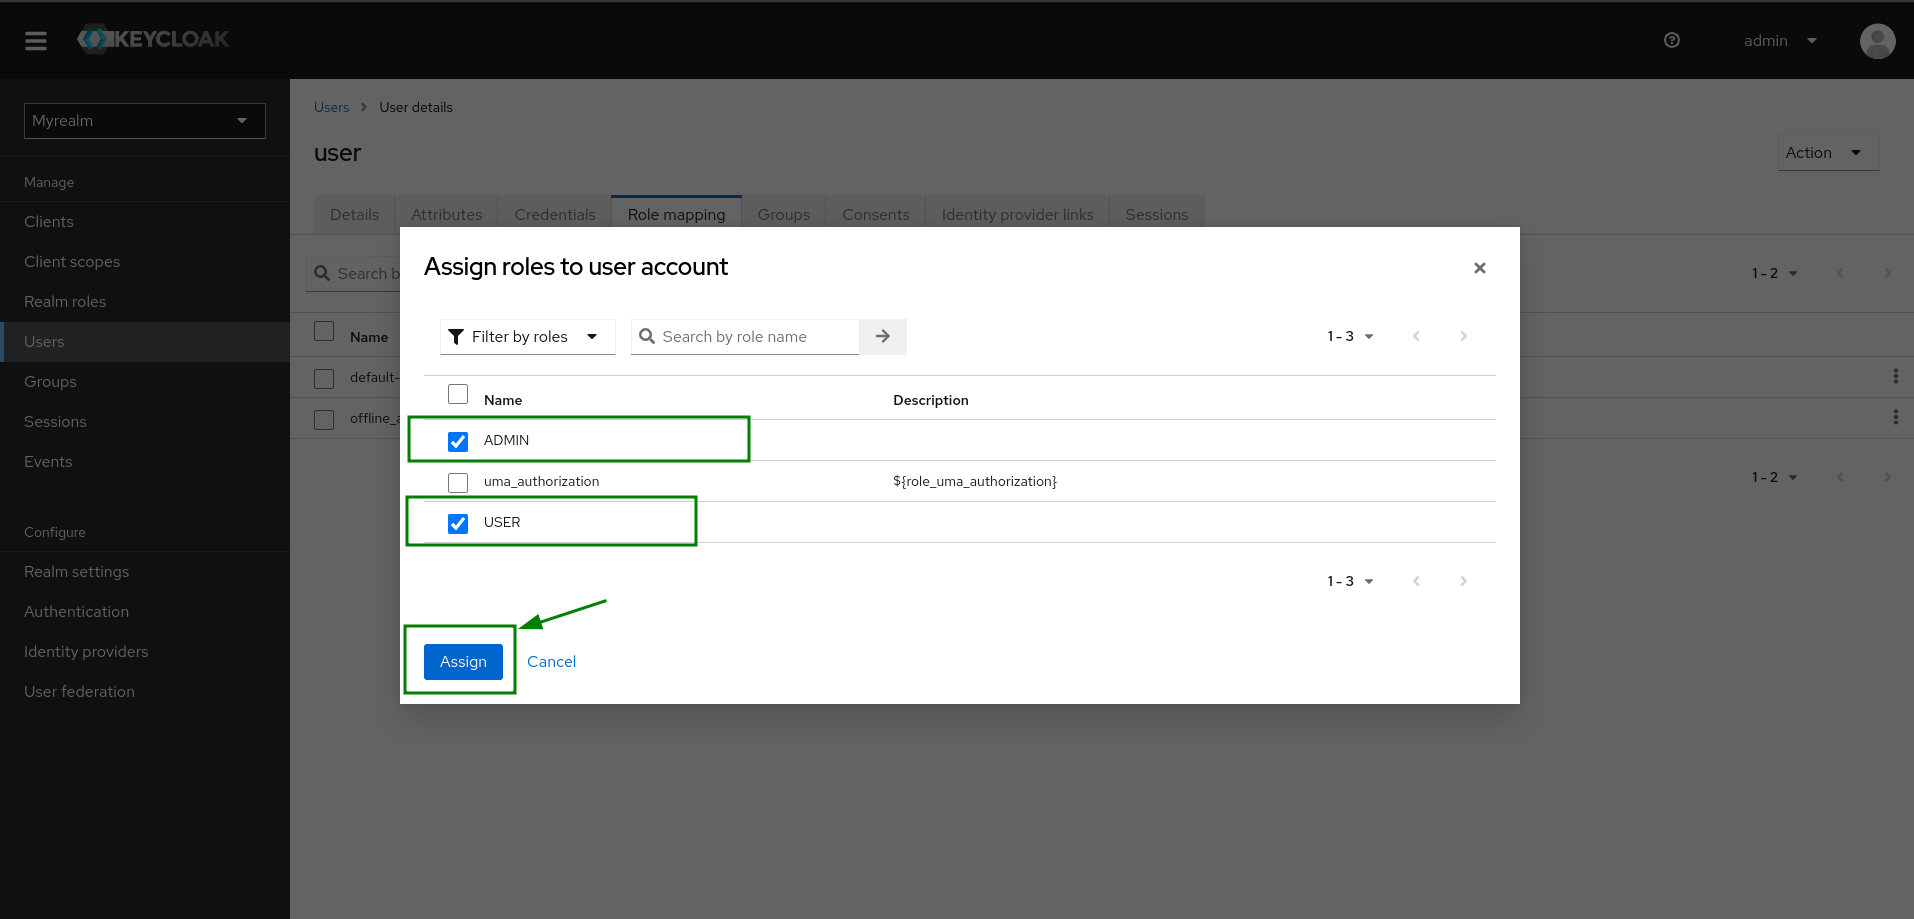 KEYCLOAK
admin
Myrealm
Manage
Clients
Client scopes
Realm roles
Users
Groups
Sessions
Events
Configure
Realm settings
Authentication
Identity providers
User federation
Users > User details
user
Action
Details Attributes Credentials Role mapping Groups Consents Identity provider links Sessions
Search b
1 - 2
Name
default-
offline_a
1 - 2
Assign roles to user account
Filter by roles
Search by role name
1 - 3
Name Description
ADMIN
uma_authorization ${role_uma_authorization}
USER
1 - 3
Assign Cancel